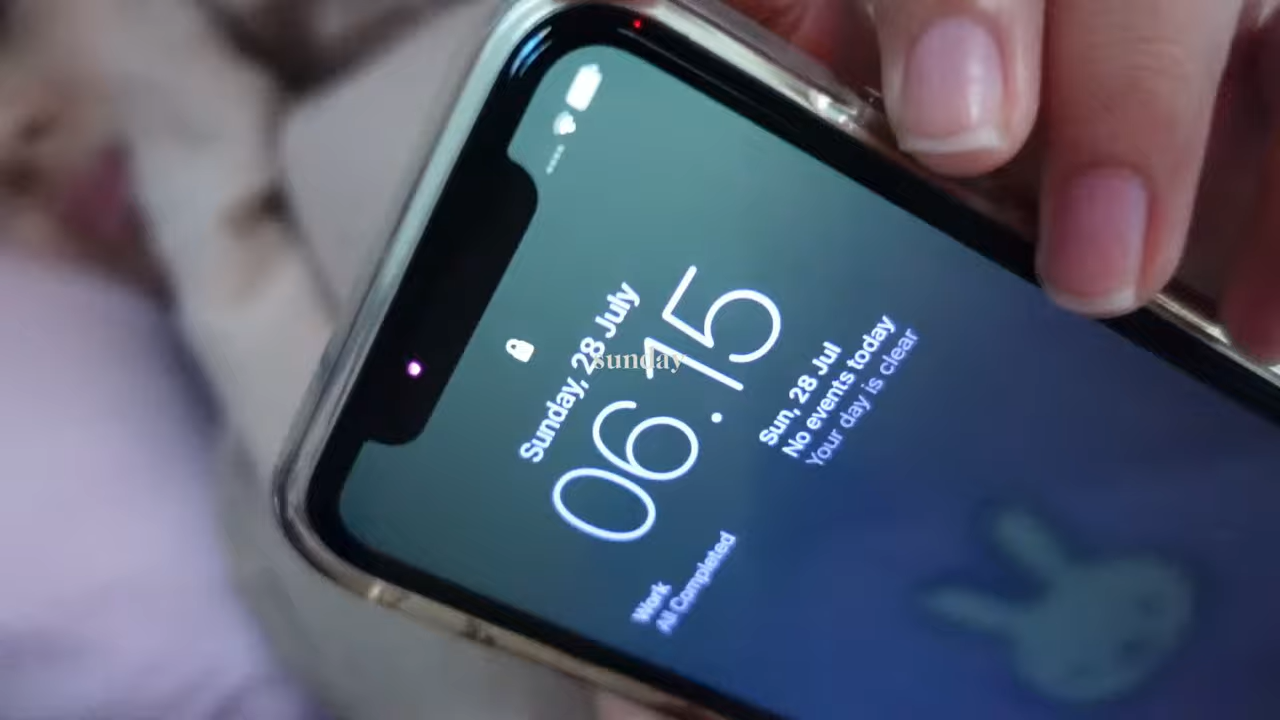 Sunday, 28 July
06.15
Work
All Completed
Sun, 28 Jul
No events today
Your day is clear
sunday